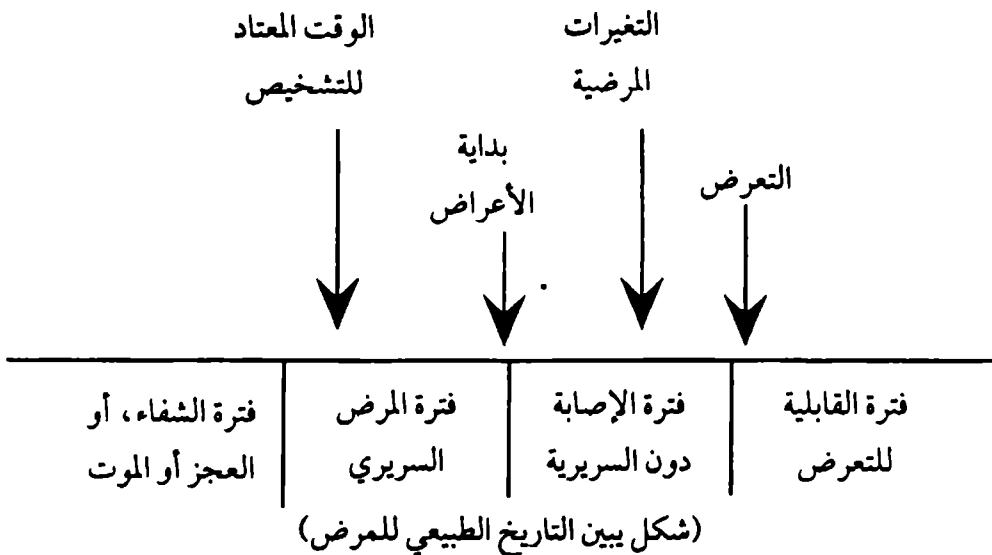 التغيرات
المرضية
الوقت المعتاد
للتشخيص
التعرض
بداية
الأعراض
فترة القابلية
للتعرض
فترة الإصابة
دون السريرية
فترة المرض
السريري
فترة الشفاء، أو
العجز أو الموت
(شكل يبين التاريخ الطبيعي للمرض)